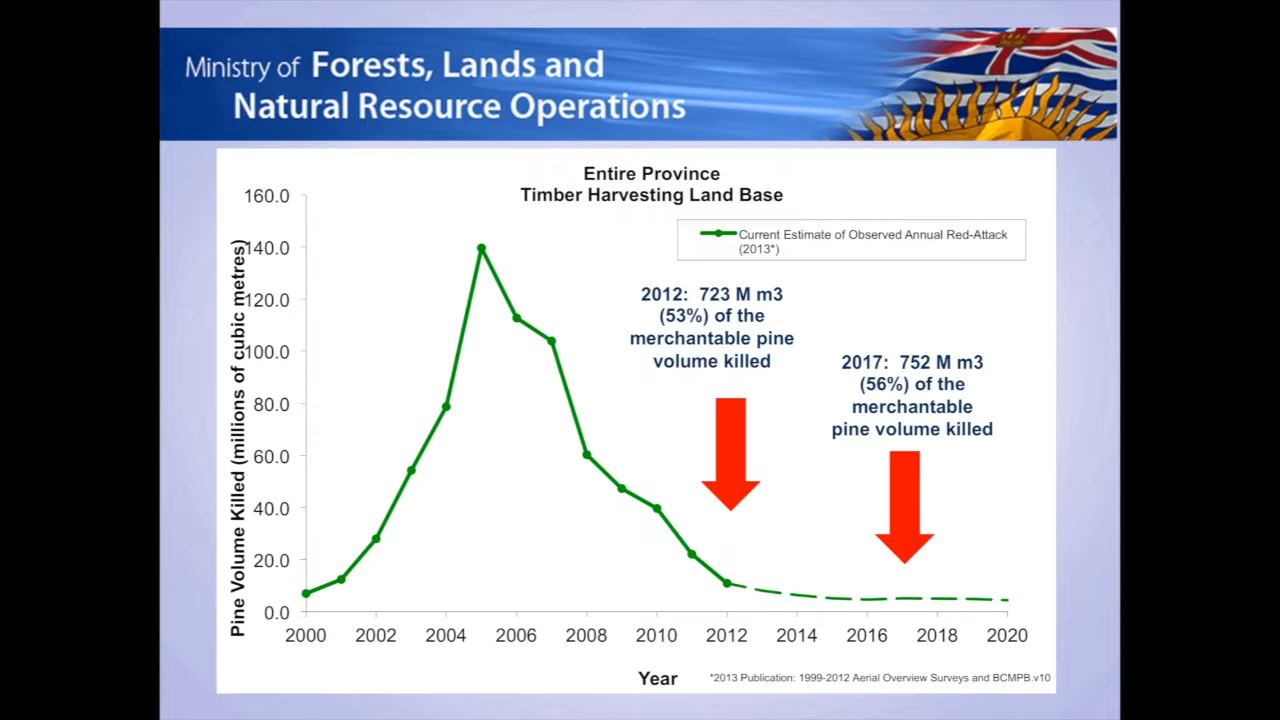 Ministry of Forests, Lands and
Natural Resource Operations
Entire Province
Timber Harvesting Land Base
Current Estimate of Observed Annual Red-Attack
(2013*)
Pine Volume Killed (millions of cubic metres)
160.0
140.0
120.0
100.0
80.0
60.0
40.0
20.0
0.0
2012: 723 M m3
(53%) of the
merchantable pine
volume killed
2017: 752 M m3
(56%) of the
merchantable
pine volume killed
2000 2002 2004 2006 2008 2010 2012 2014 2016 2018 2020
Year
*2013 Publication: 1999-2012 Aerial Overview Surveys and BCMPB.v10